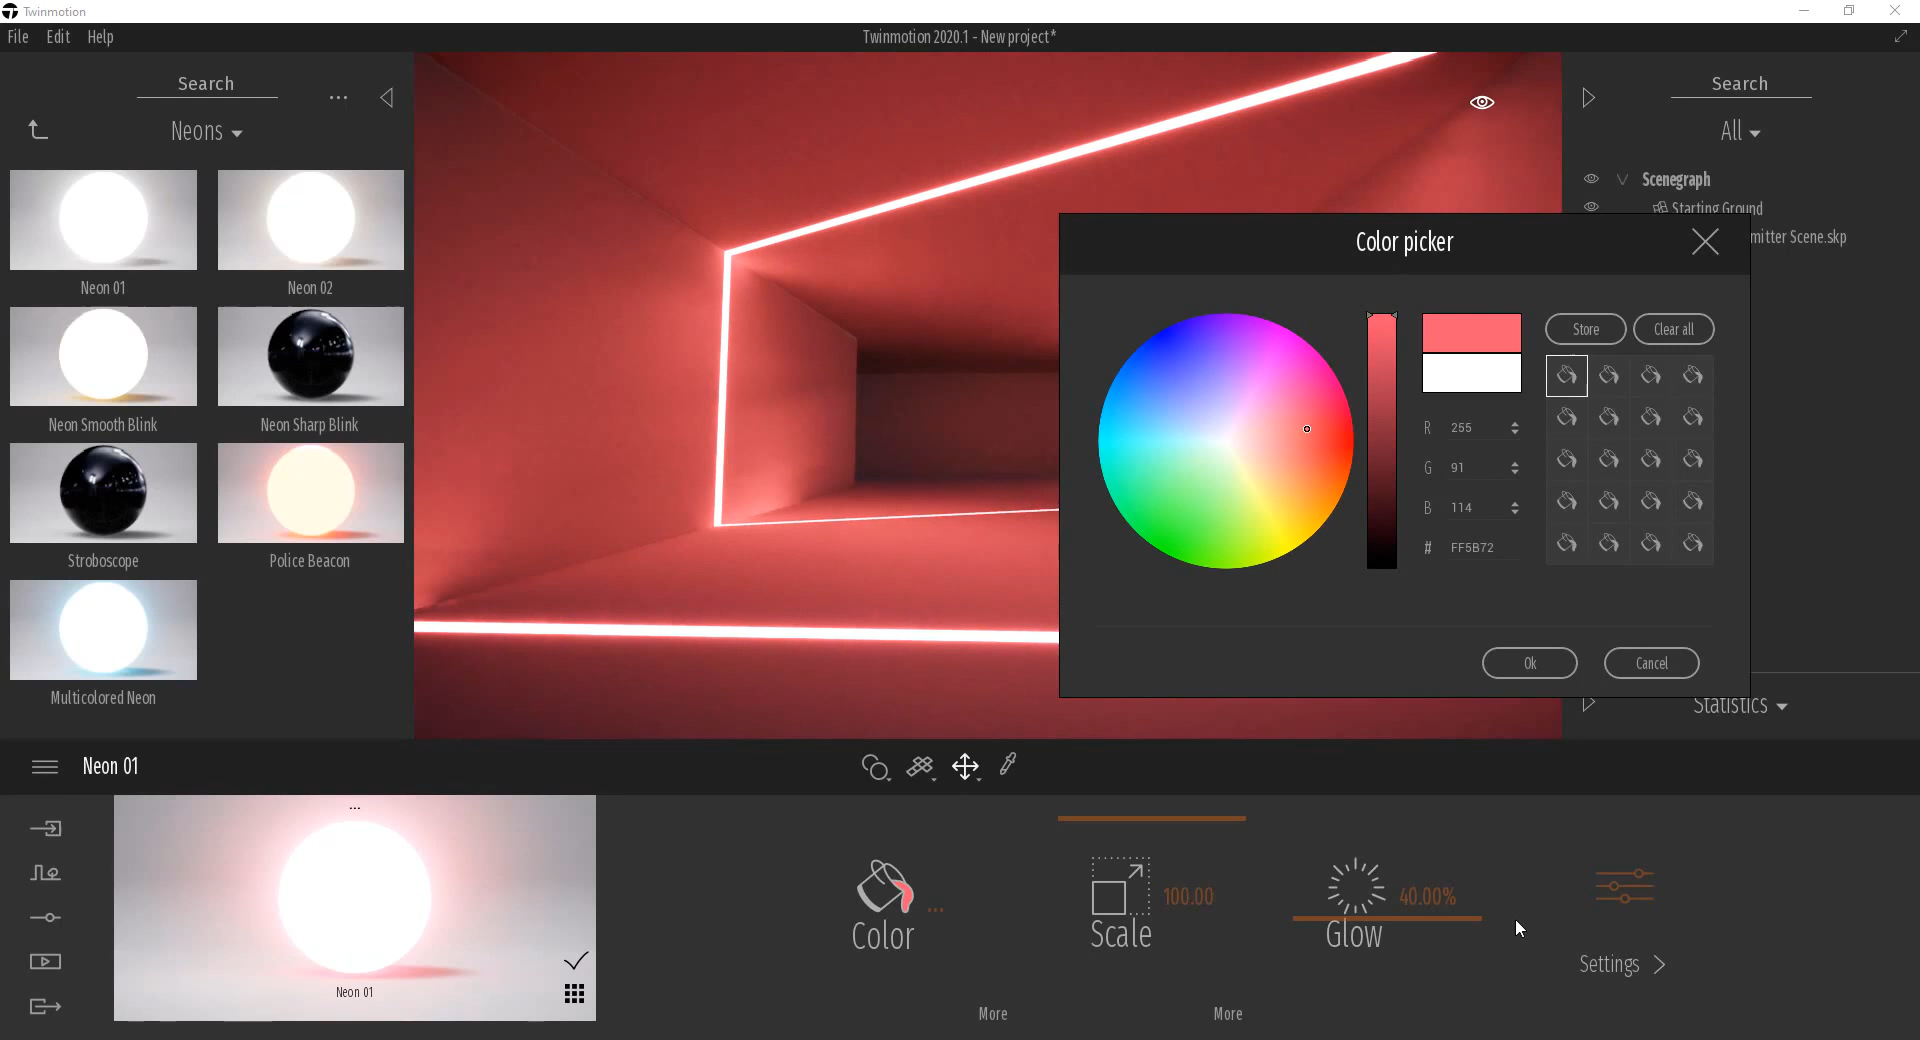 Twinmotion
File Edit Help
Twinmotion 2020.1 - New project*
Search
...
Neons
Neon 01
Neon 02
Neon Smooth Blink
Neon Sharp Blink
Stroboscope
Police Beacon
Multicolored Neon
Search
All
Scenegraph
Starting Ground
mitter Scene.skp
Color picker
Store
Clear all
R 255
G 91
B 114
# FF5B72
Ok
Cancel
Statistics
Neon 01
...
Neon 01
Color
...
More
Scale
100.00
More
Glow
40.00%
Settings